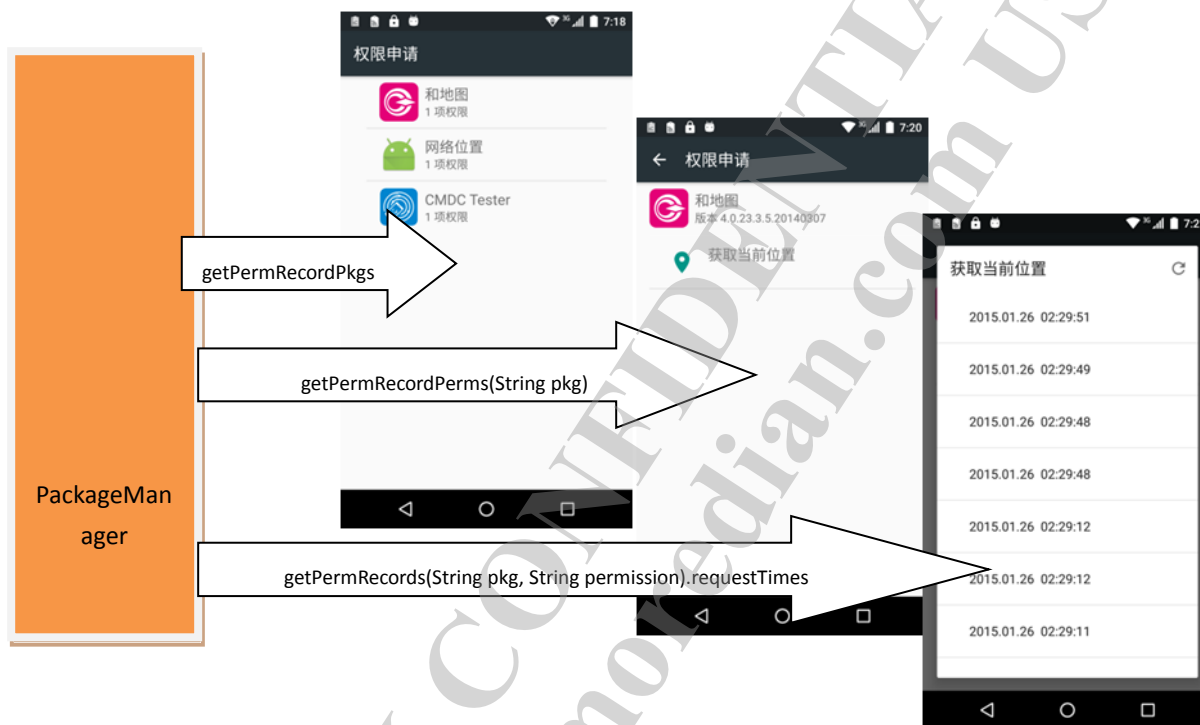 7:18
权限申请
和地图
1 项权限
网络位置
1 项权限
CMDC Tester
1 项权限
getPermRecordPkgs
3G
7:20
权限申请
和地图
版本 4.0.23.3.5.20140307
获取当前位置
getPermRecordPerms(String pkg)
PackageMan
ager
getPermRecords(String pkg, String permission).requestTimes
7:2
获取当前位置
2015.01.26 02:29:51
2015.01.26 02:29:49
2015.01.26 02:29:48
2015.01.26 02:29:48
2015.01.26 02:29:12
2015.01.26 02:29:12
2015.01.26 02:29:11
CONFIDENTIA
moredian.com US